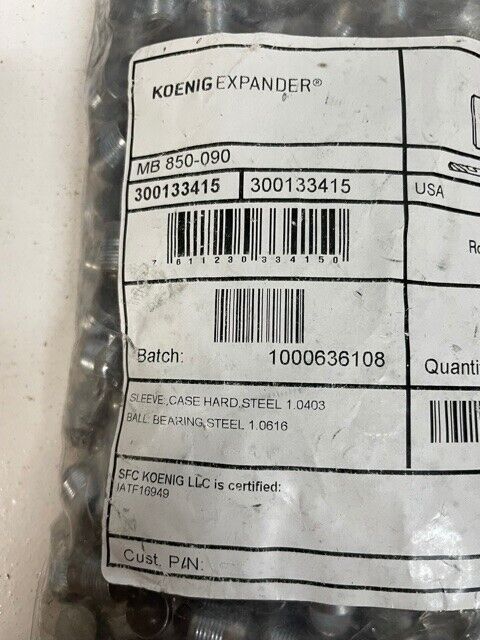 KOENIG EXPANDER®
MB 850-090
300133415 300133415
USA
7 611230 334150
Batch: 1000636108
SLEEVE:,CASE HARD,STEEL 1.0403
BALL: BEARING,STEEL 1.0616
SFC KOENIG LLC is certified:
IATF16949
Cust. P/N: